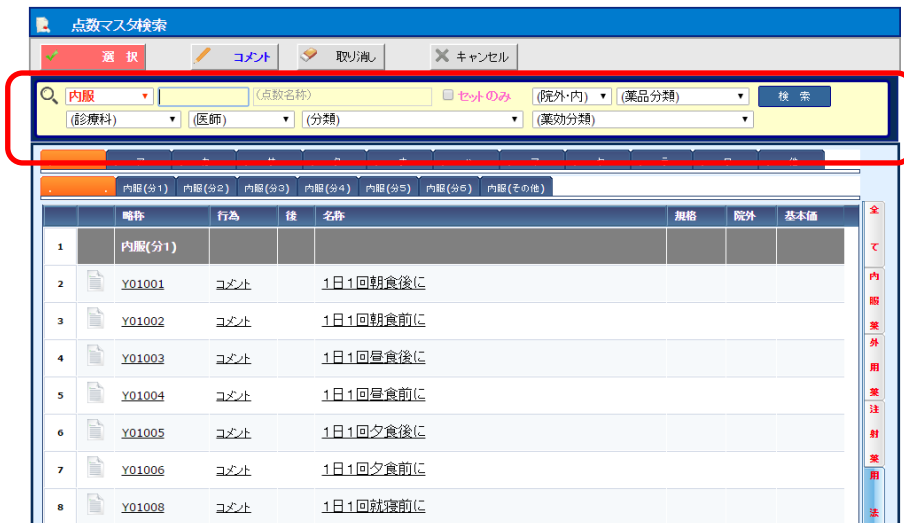 点数マスタ検索
選 択 コメント 取り消し キャンセル
内服 (点数名称) セットのみ (院外・内) (薬品分類) 検 索
(診療科) (医師) (分類) (薬効分類)
内服(分1) 内服(分2) 内服(分3) 内服(分4) 内服(分5) 内服(分6) 内服(その他)
略称 行為 後 名称 規格 院外 基本価
1 内服(分1)
2 Y01001 コメント 1日1回朝食後に
3 Y01002 コメント 1日1回朝食前に
4 Y01003 コメント 1日1回昼食後に
5 Y01004 コメント 1日1回昼食前に
6 Y01005 コメント 1日1回夕食後に
7 Y01006 コメント 1日1回夕食前に
8 Y01008 コメント 1日1回就寝前に
全て
内服薬
外用薬
注射薬
用法